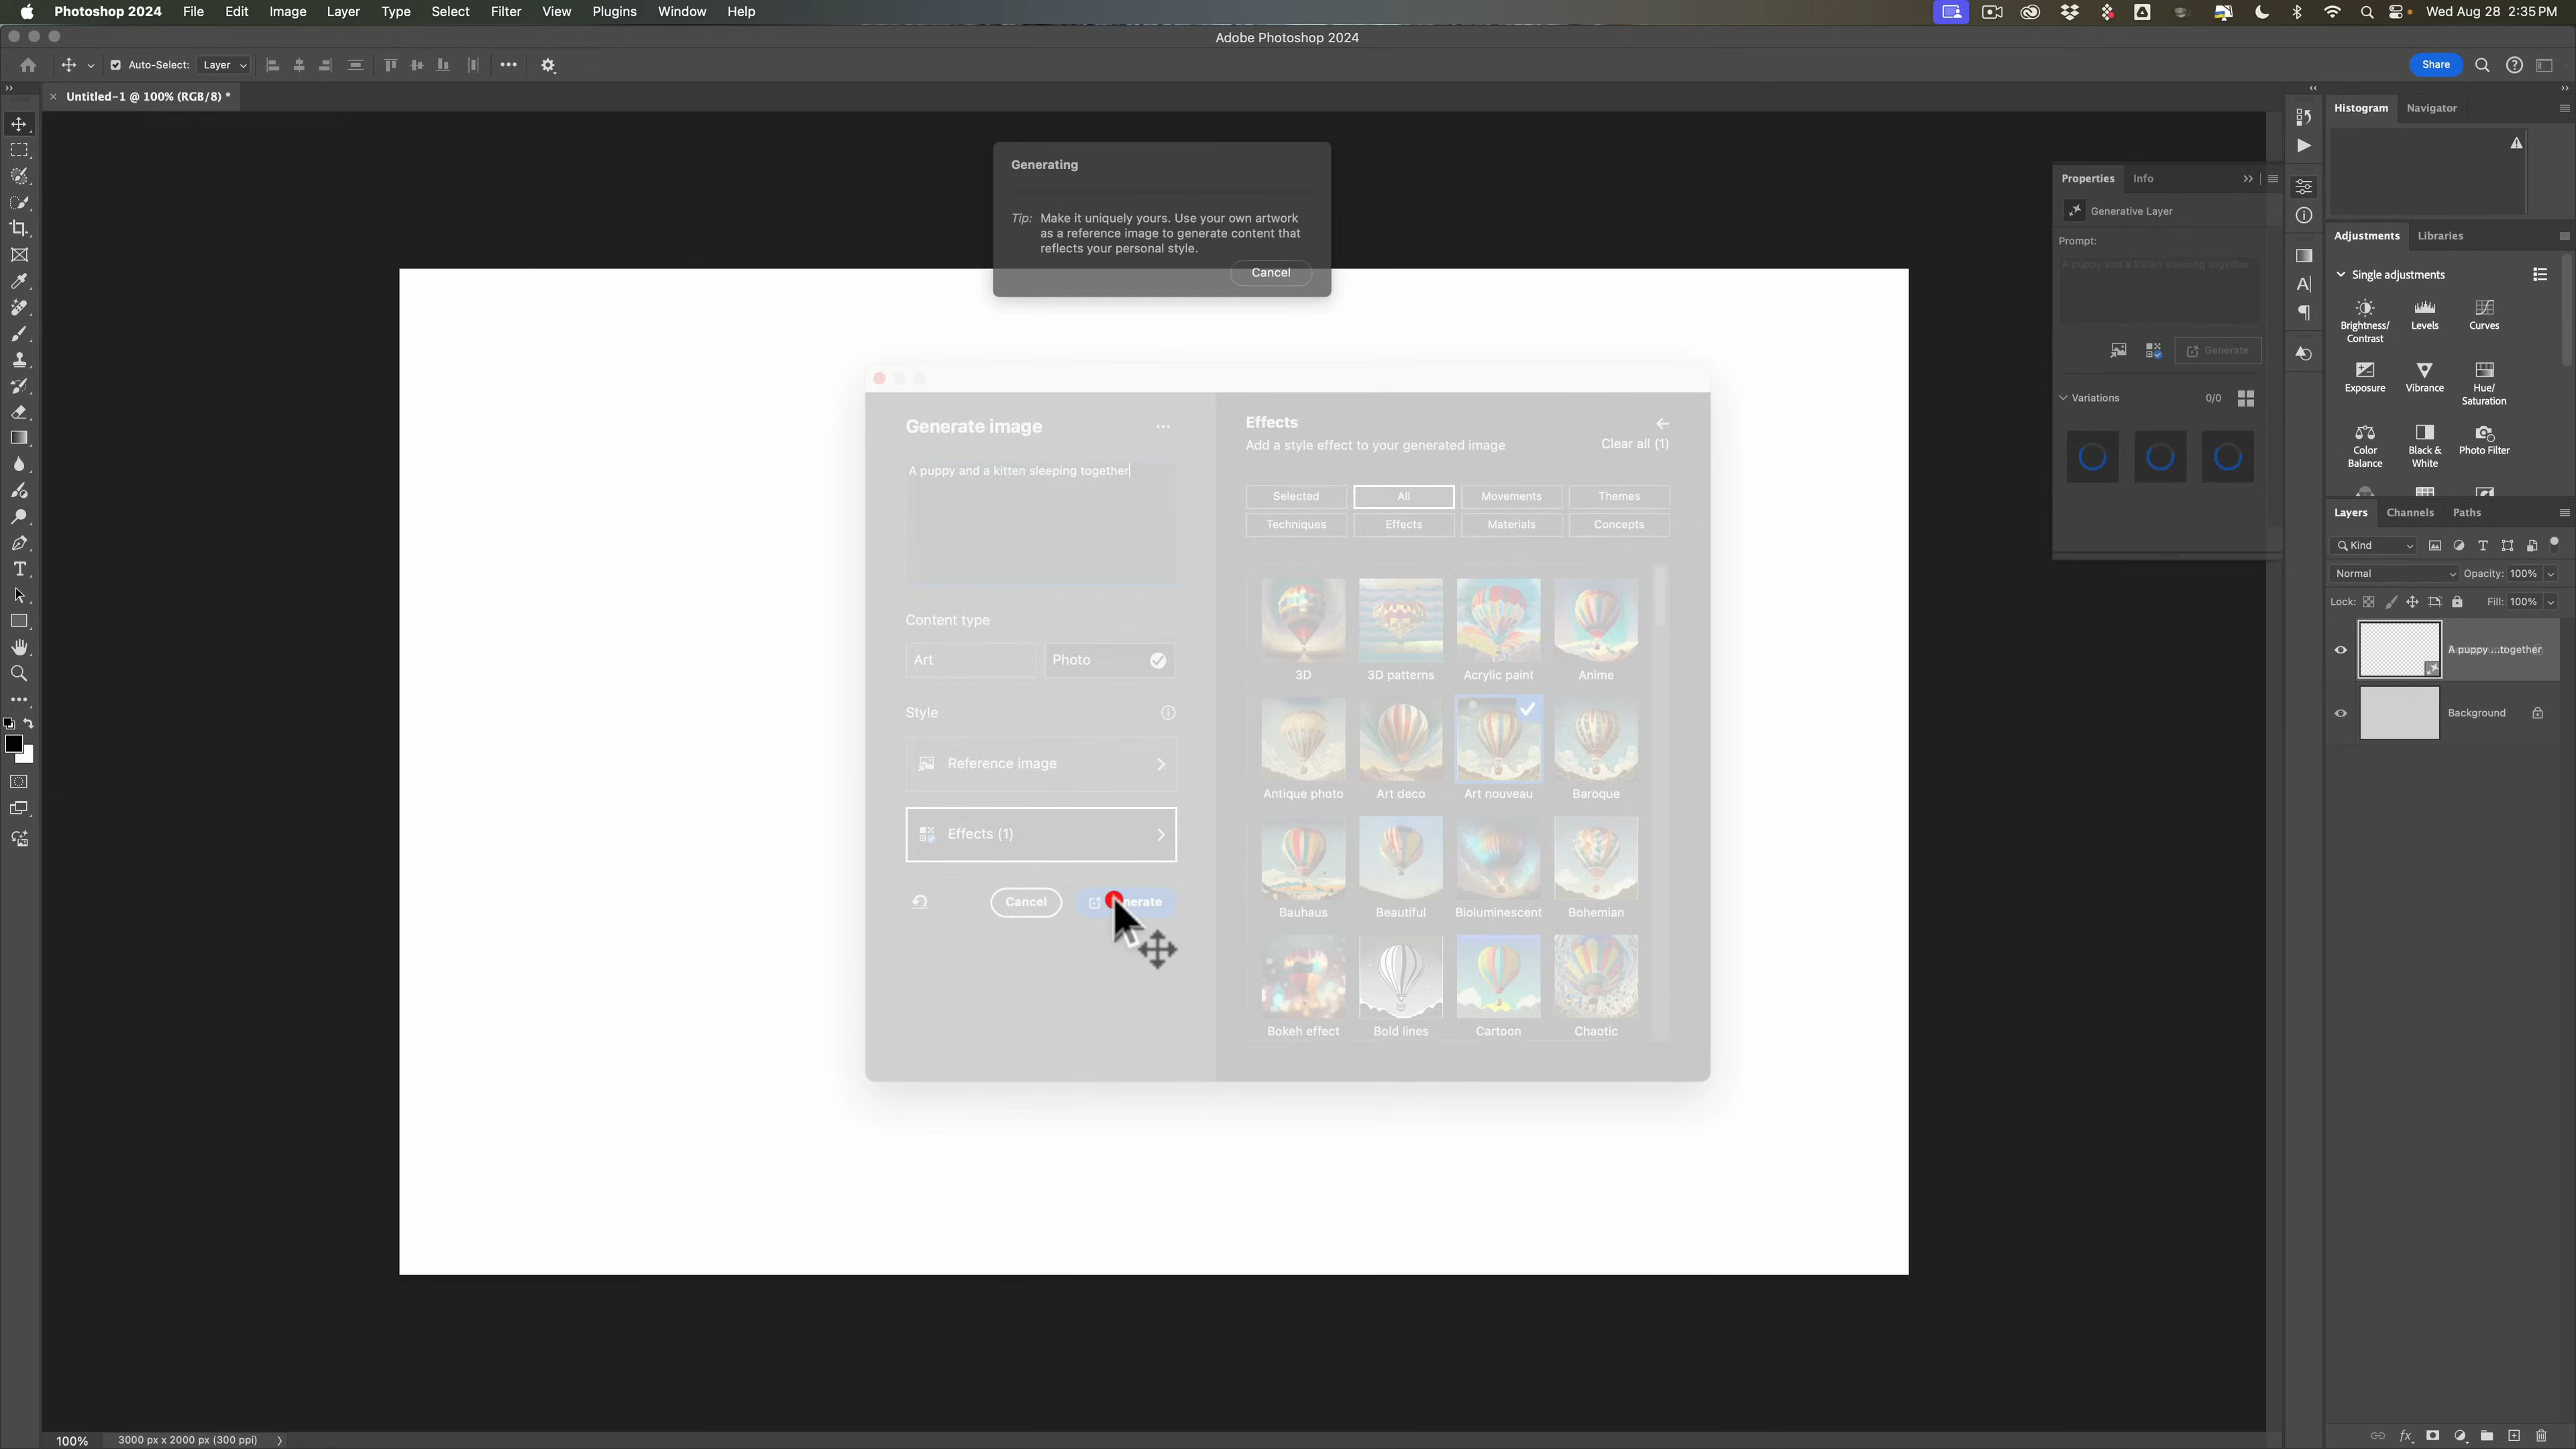 Photoshop 2024 File Edit Image Layer Type Select Filter View Plugins Window Help
Wed Aug 28 2:35 PM
Adobe Photoshop 2024
Auto-Select: Layer
Share
Untitled-1 @ 100% (RGB/8) *
Generating
Tip: Make it uniquely yours. Use your own artwork
as a reference image to generate content that
reflects your personal style.
Cancel
Generate image
A puppy and a kitten sleeping together
Content type
Art
Photo
Style
Reference image
Effects (1)
Cancel
Effects
Add a style effect to your generated image
Clear all (1)
Selected All Movements Themes
Techniques Effects Materials Concepts
3D 3D patterns Acrylic paint Anime
Antique photo Art deco Art nouveau Baroque
Bauhaus Beautiful Bioluminescent Bohemian
Bokeh effect Bold lines Cartoon Chaotic
Properties Info
Generative Layer
Prompt:
A puppy and a kitten sleeping together
Generate
Variations 0/0
Histogram Navigator
Adjustments Libraries
Single adjustments
Brightness/
Contrast
Levels
Curves
Exposure
Vibrance
Hue/
Saturation
Color
Balance
Black &
White
Photo Filter
Layers Channels Paths
Kind
Normal Opacity: 100%
Lock: Fill: 100%
A puppy ...together
Background
fx
100% 3000 px x 2000 px (300 ppi)